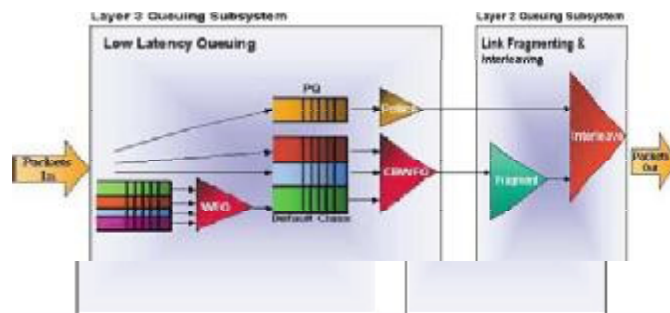 Layer 3 Queuing Subsystem
Layer 2 Queuing Subsystem
Low Latency Queuing
Link Fragmenting &
Interleaving
PQ
Police
Interleave
Packets
In
Packets
Out
CBWFQ
Fragment
WFQ
Default Class